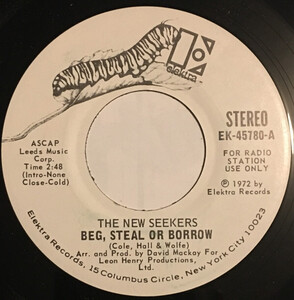 elektra
ASCAP
Leeds Music
Corp.
Time 2:48
(Intro-None
Close-Cold)
STEREO
EK-45780-A
FOR RADIO
STATION
USE ONLY
Ⓟ1972 by
Elektra Records
THE NEW SEEKERS
BEG, STEAL OR BORROW
(Cole, Hall & Wolfe)
Arr. and Prod. by David Mackay For
Leon Henry Productions,
Ltd.
Elektra Records, 15 Columbus Circle, New York City 10023